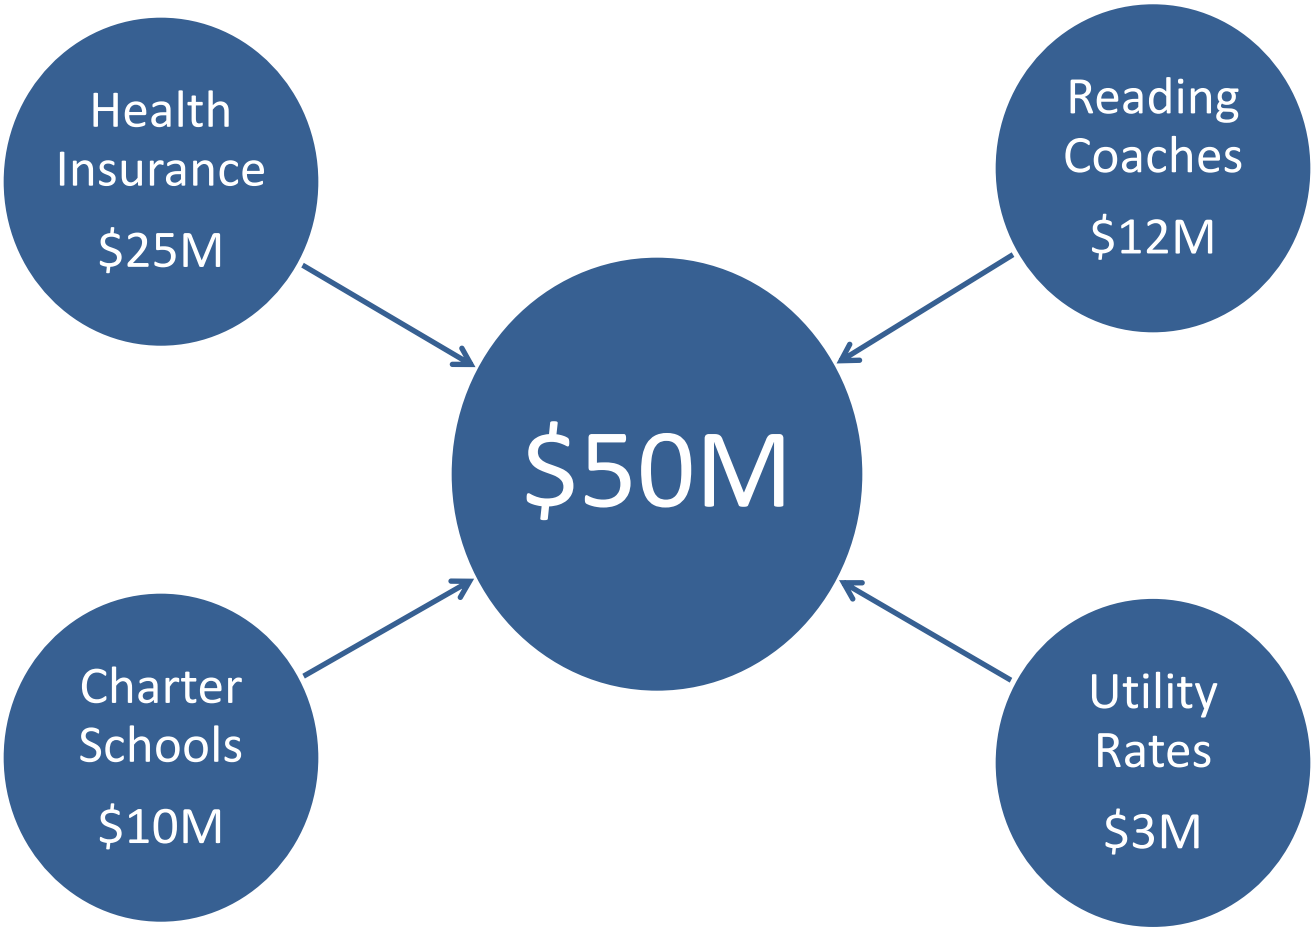 Health
Insurance
$25M
Reading
Coaches
$12M
$50M
Charter
Schools
$10M
Utility
Rates
$3M